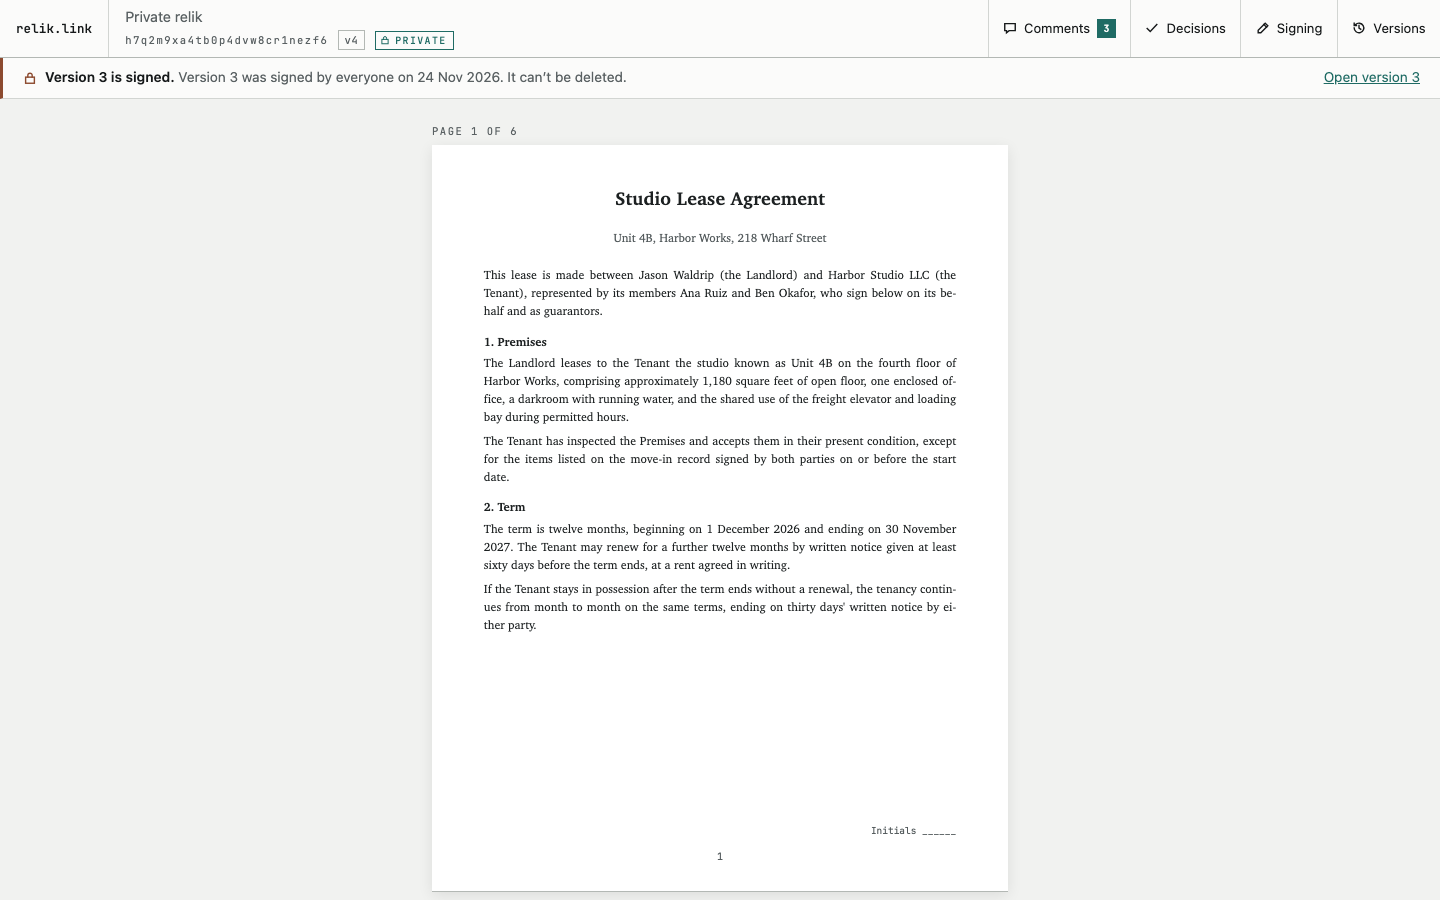 relik.link
Private relik
h7q2m9xa4tb0p4dvw8cr1nezf6 v4 PRIVATE
Comments 3
Decisions
Signing
Versions
Version 3 is signed. Version 3 was signed by everyone on 24 Nov 2026. It can’t be deleted.
Open version 3
PAGE 1 OF 6
Studio Lease Agreement
Unit 4B, Harbor Works, 218 Wharf Street
This lease is made between Jason Waldrip (the Landlord) and Harbor Studio LLC (the
Tenant), represented by its members Ana Ruiz and Ben Okafor, who sign below on its be-
half and as guarantors.
1. Premises
The Landlord leases to the Tenant the studio known as Unit 4B on the fourth floor of
Harbor Works, comprising approximately 1,180 square feet of open floor, one enclosed of-
fice, a darkroom with running water, and the shared use of the freight elevator and loading
bay during permitted hours.
The Tenant has inspected the Premises and accepts them in their present condition, except
for the items listed on the move-in record signed by both parties on or before the start
date.
2. Term
The term is twelve months, beginning on 1 December 2026 and ending on 30 November
2027. The Tenant may renew for a further twelve months by written notice given at least
sixty days before the term ends, at a rent agreed in writing.
If the Tenant stays in possession after the term ends without a renewal, the tenancy contin-
ues from month to month on the same terms, ending on thirty days' written notice by ei-
ther party.
Initials ______
1